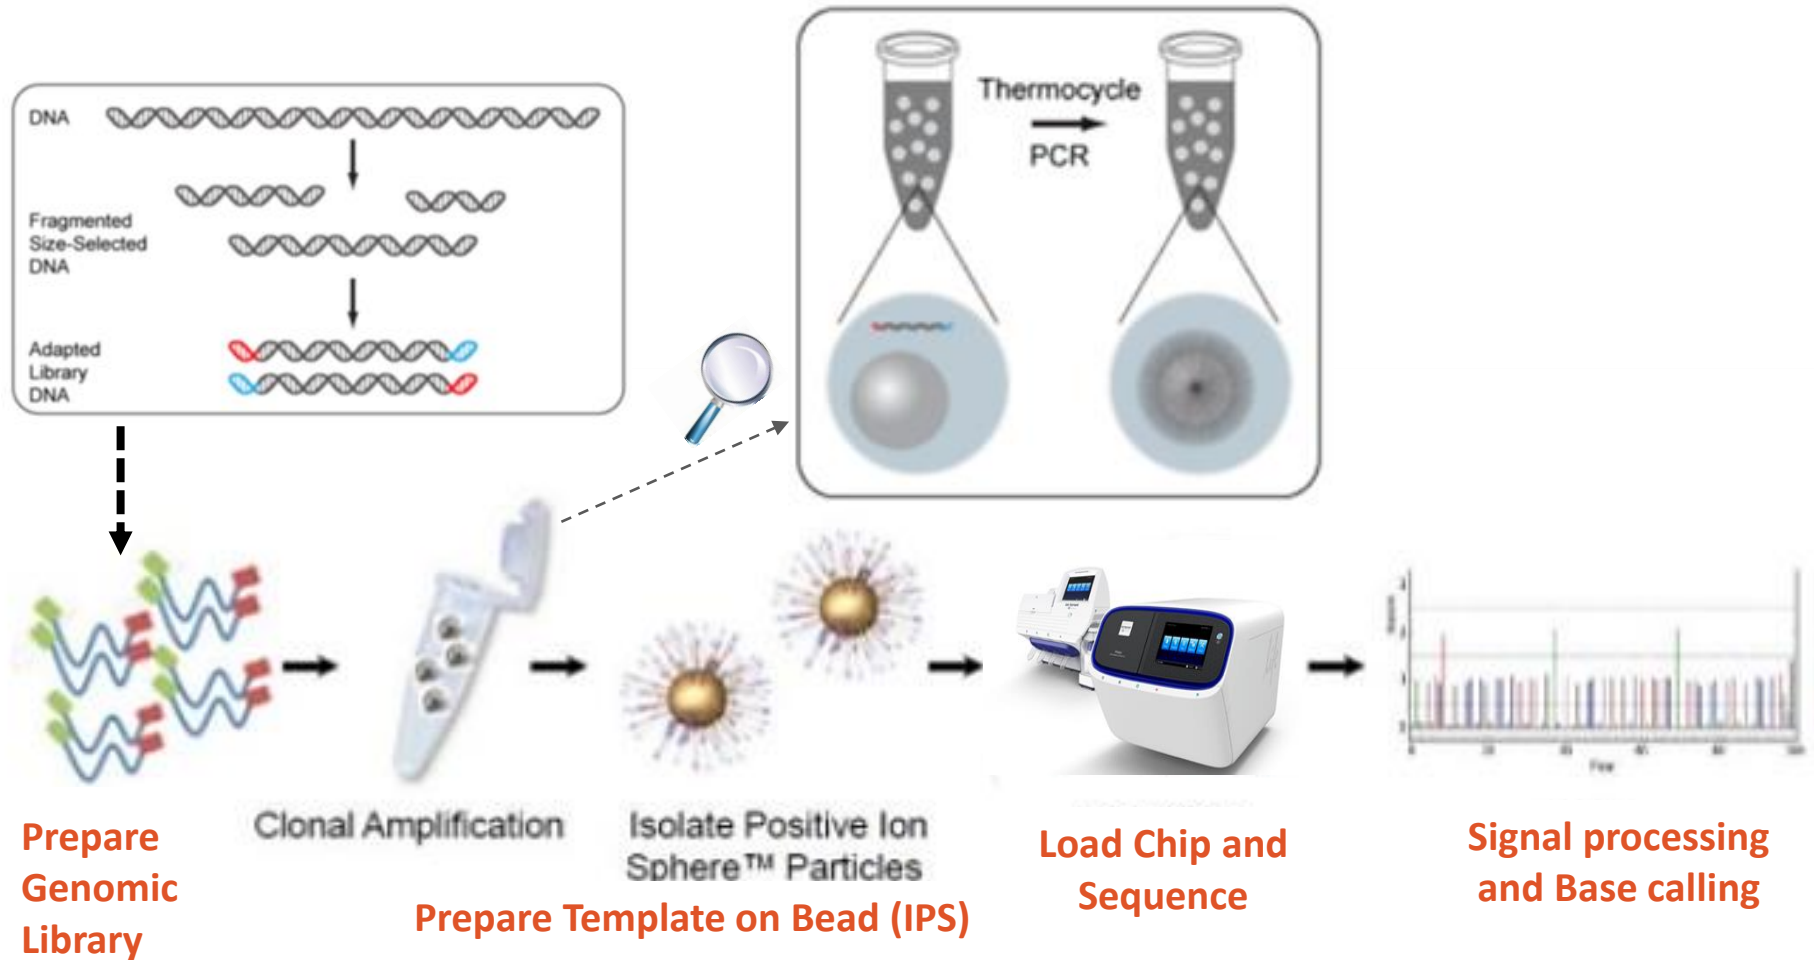 DNA
Fragmented
Size-Selected
DNA
Adapted
Library
DNA
Thermocycle
PCR
Clonal Amplification
Isolate Positive Ion
Sphere™ Particles
Prepare
Genomic
Library
Prepare Template on Bead (IPS)
Load Chip and
Sequence
Signal processing
and Base calling